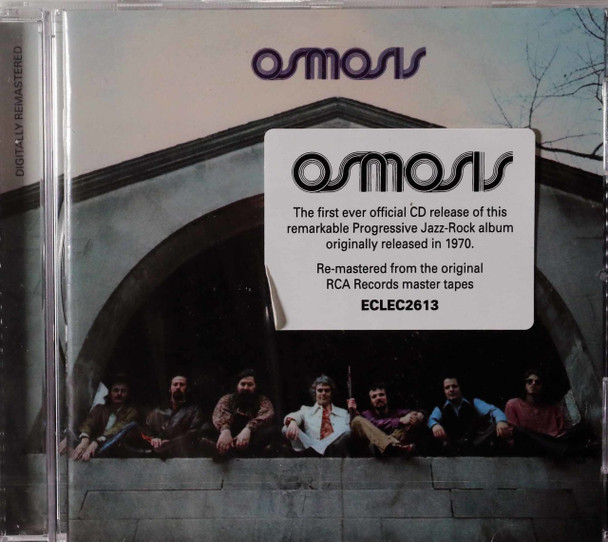 DIGITALLY REMASTERED
osmosis
osmosis
The first ever official CD release of this
remarkable Progressive Jazz-Rock album
originally released in 1970.
Re-mastered from the original
RCA Records master tapes
ECLEC2613